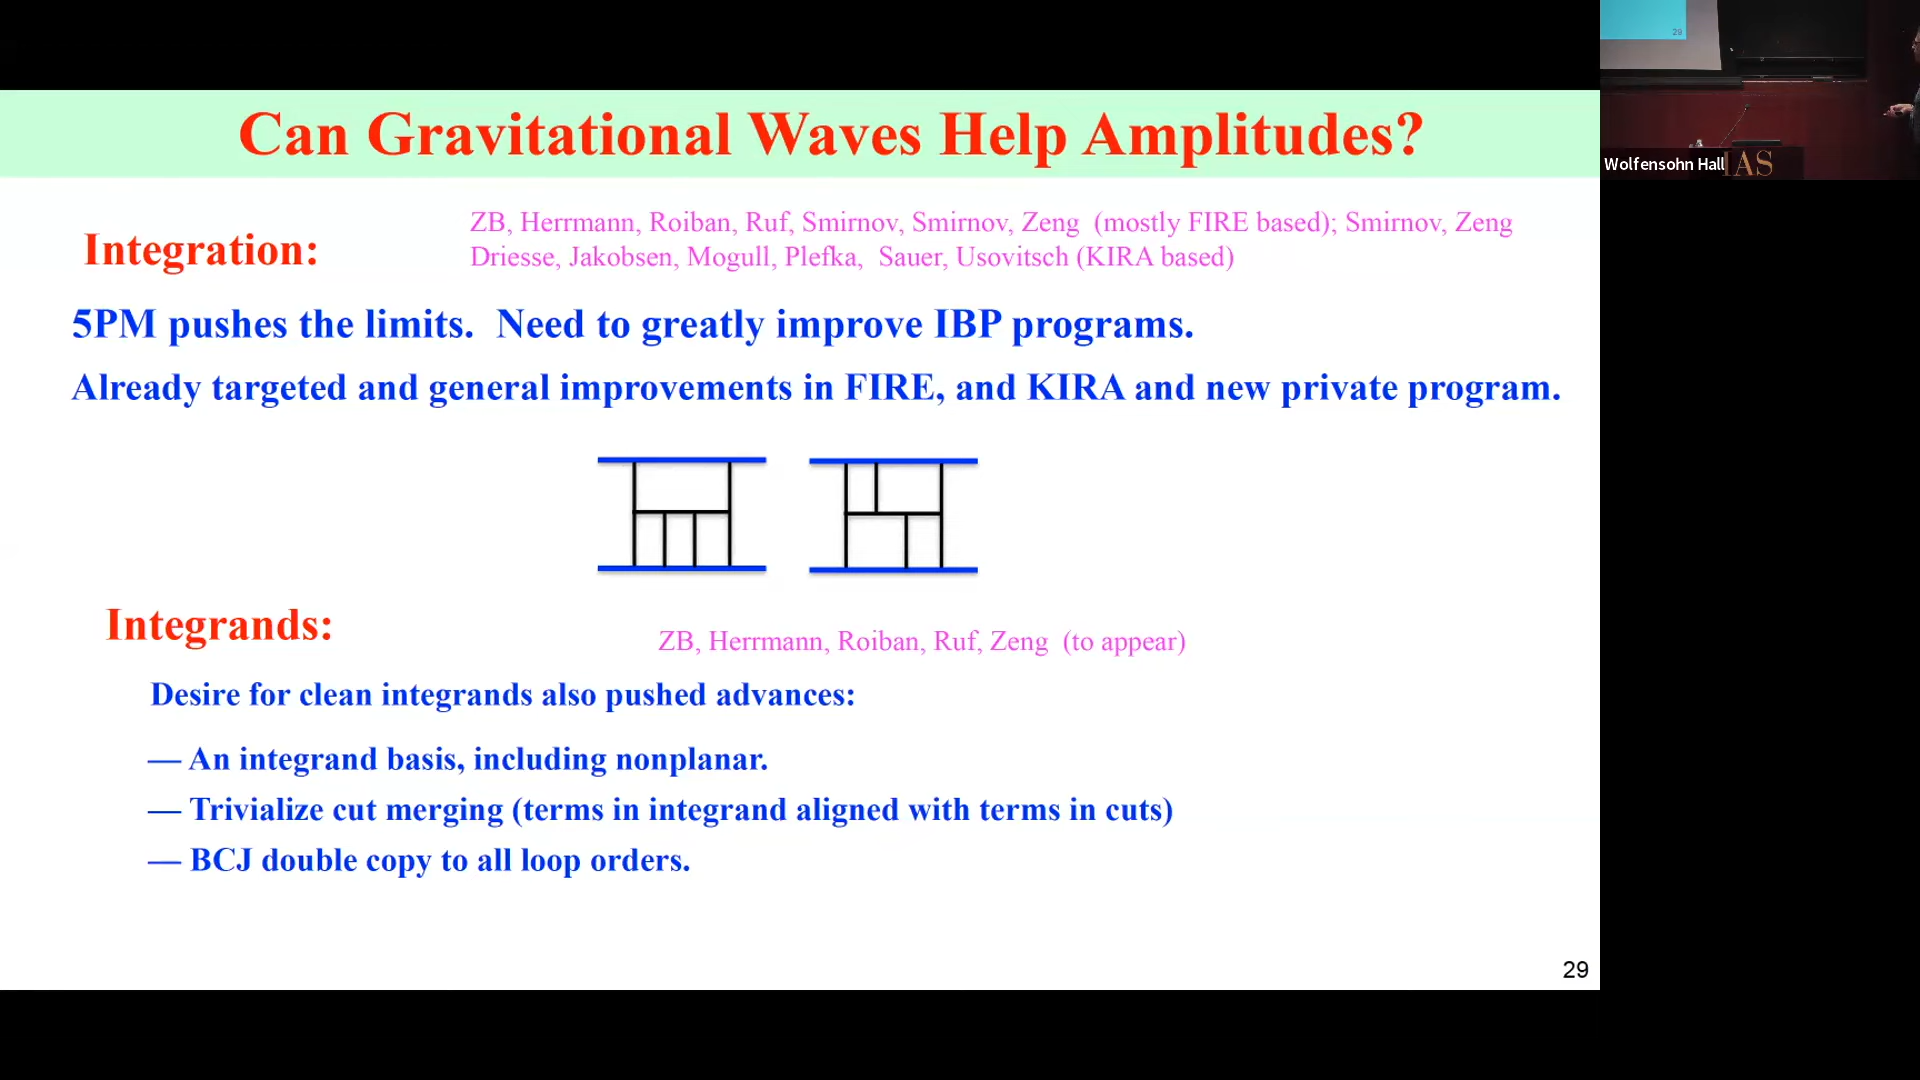 Can Gravitational Waves Help Amplitudes?
Integration:
ZB, Herrmann, Roiban, Ruf, Smirnov, Smirnov, Zeng (mostly FIRE based); Smirnov, Zeng
Driesse, Jakobsen, Mogull, Plefka, Sauer, Usovitsch (KIRA based)
5PM pushes the limits. Need to greatly improve IBP programs.
Already targeted and general improvements in FIRE, and KIRA and new private program.
Integrands:
ZB, Herrmann, Roiban, Ruf, Zeng (to appear)
Desire for clean integrands also pushed advances:
— An integrand basis, including nonplanar.
— Trivialize cut merging (terms in integrand aligned with terms in cuts)
— BCJ double copy to all loop orders.
29
29
Wolfensohn Hall
IAS